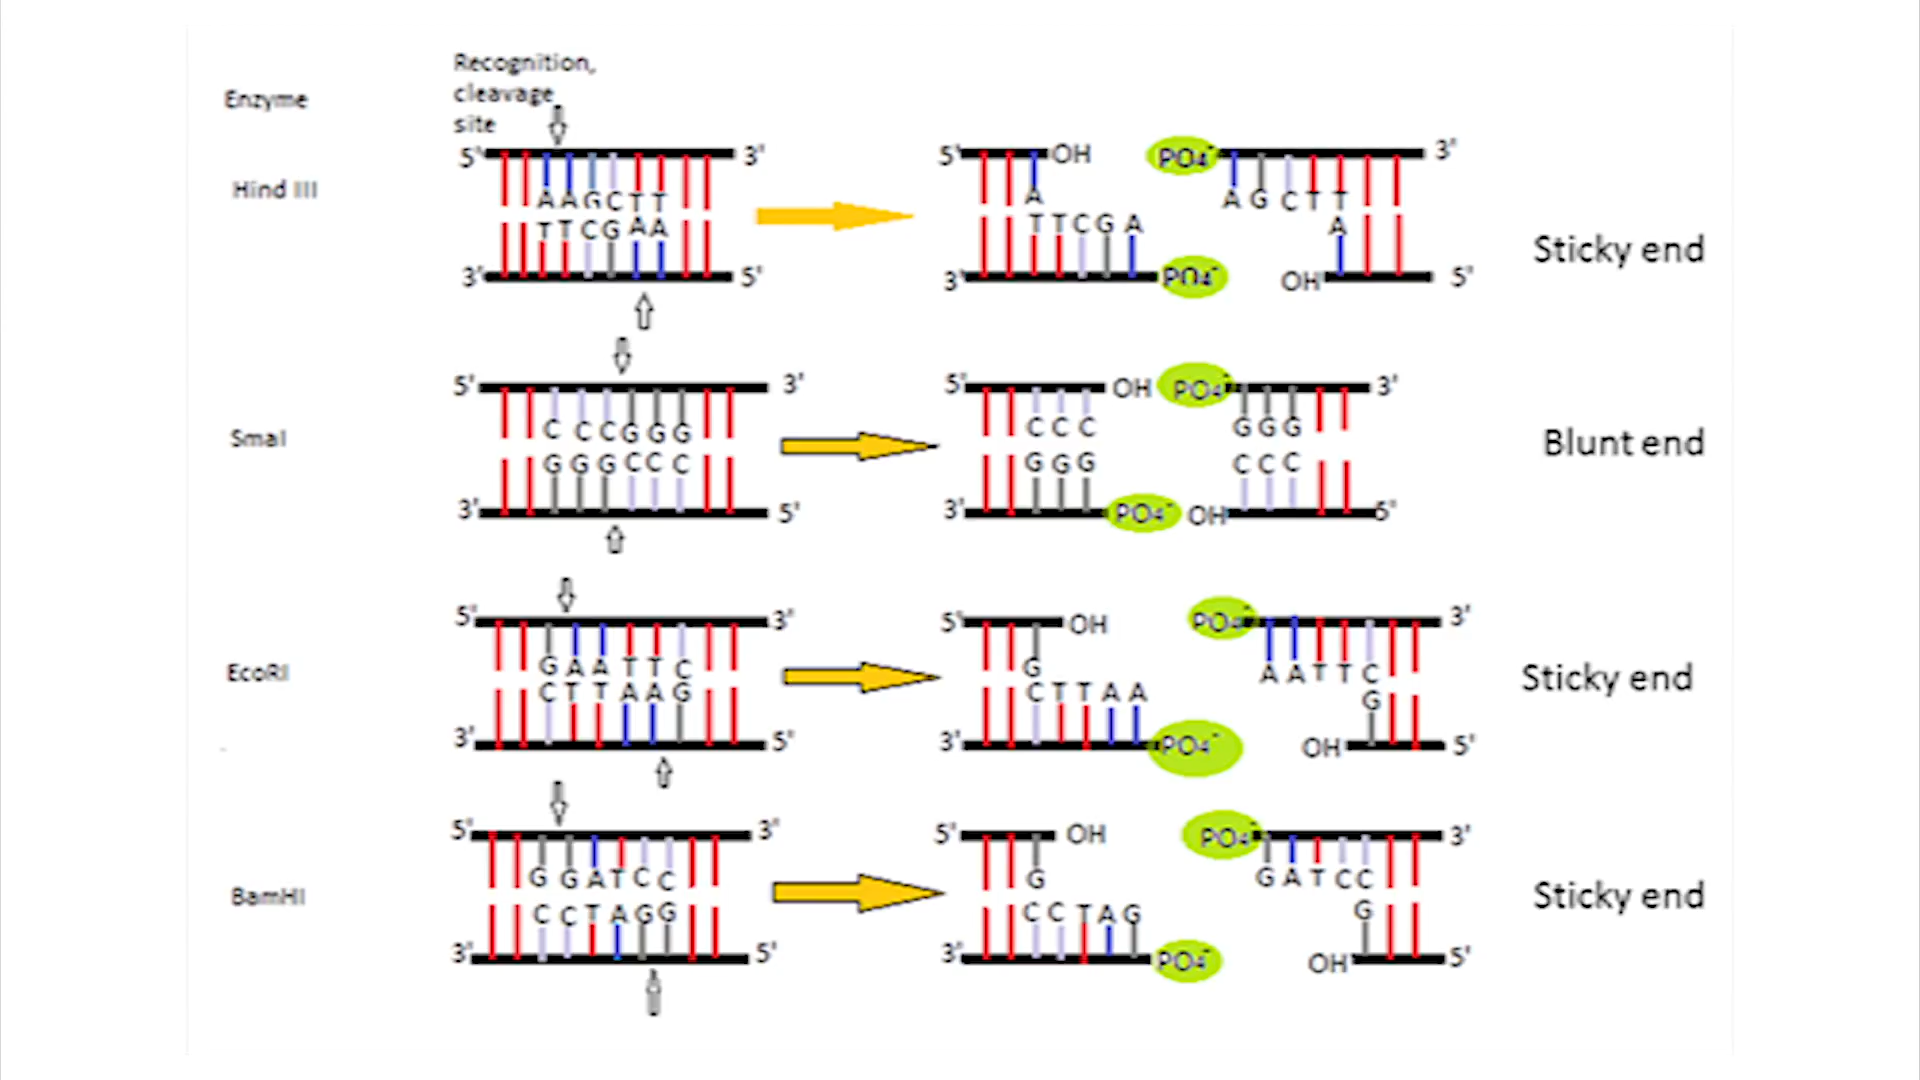 Recognition,
cleavage
site
Enzyme
5' 3' 5' OH PO4- 3'
Hind III
AAGCTT A AGCTT
TTCGAA TTCGA A
3' 5' 3' PO4- OH 5'
Sticky end
5' 3' 5' OH PO4- 3'
SmaI
CCCGGG CCC GGG
GGGCCC GGG CCC
3' 5' 3' PO4- OH 5'
Blunt end
5' 3' 5' OH PO4- 3'
EcoRI
GAATTC G AATTC
CTTAAG CTTAA G
3' 5' 3' PO4- OH 5'
Sticky end
5' 3' 5' OH PO4- 3'
BamHI
GGATCC G GATCC
CCTAGG CCTAG G
3' 5' 3' PO4- OH 5'
Sticky end